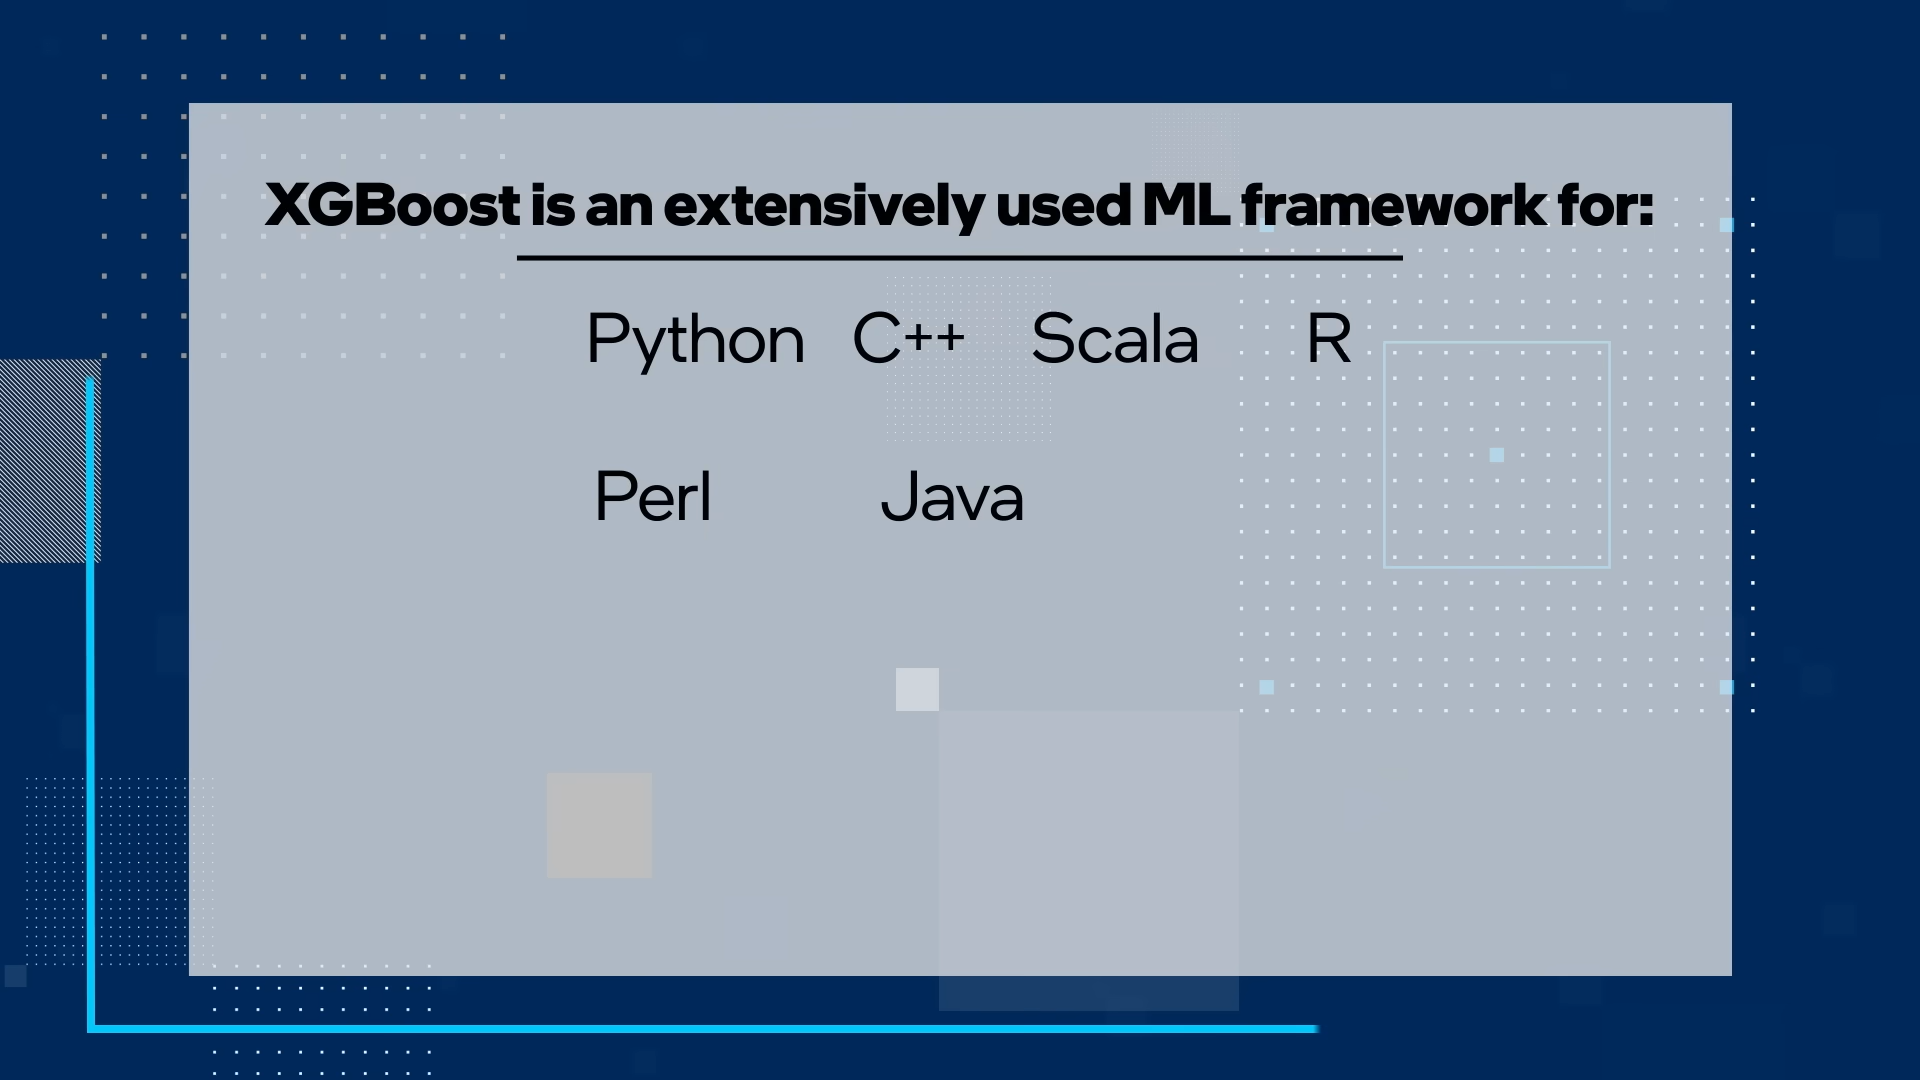 XGBoost is an extensively used ML framework for:
Python C++ Scala R
Perl Java